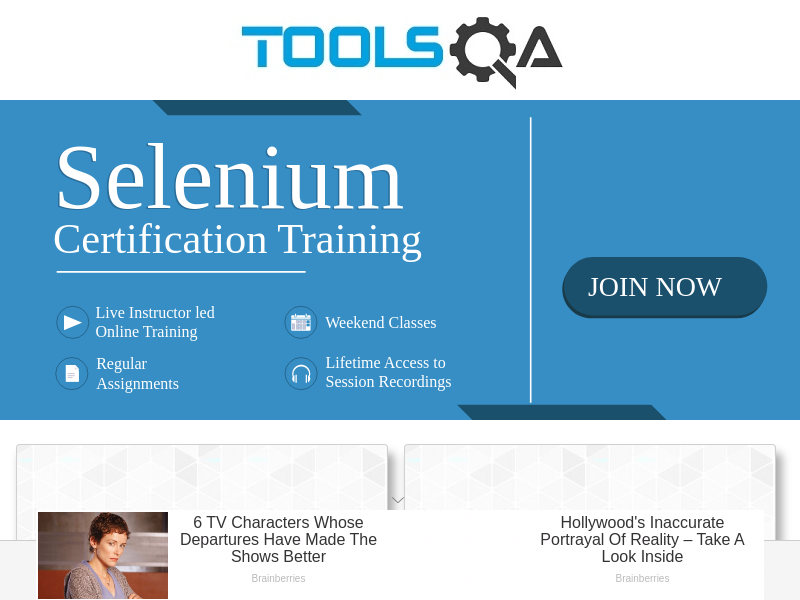 TOOLSQA
Selenium
Certification Training
Live Instructor led
Online Training
Weekend Classes
Regular
Assignments
Lifetime Access to
Session Recordings
JOIN NOW
6 TV Characters Whose
Departures Have Made The
Shows Better
Brainberries
Hollywood's Inaccurate
Portrayal Of Reality – Take A
Look Inside
Brainberries